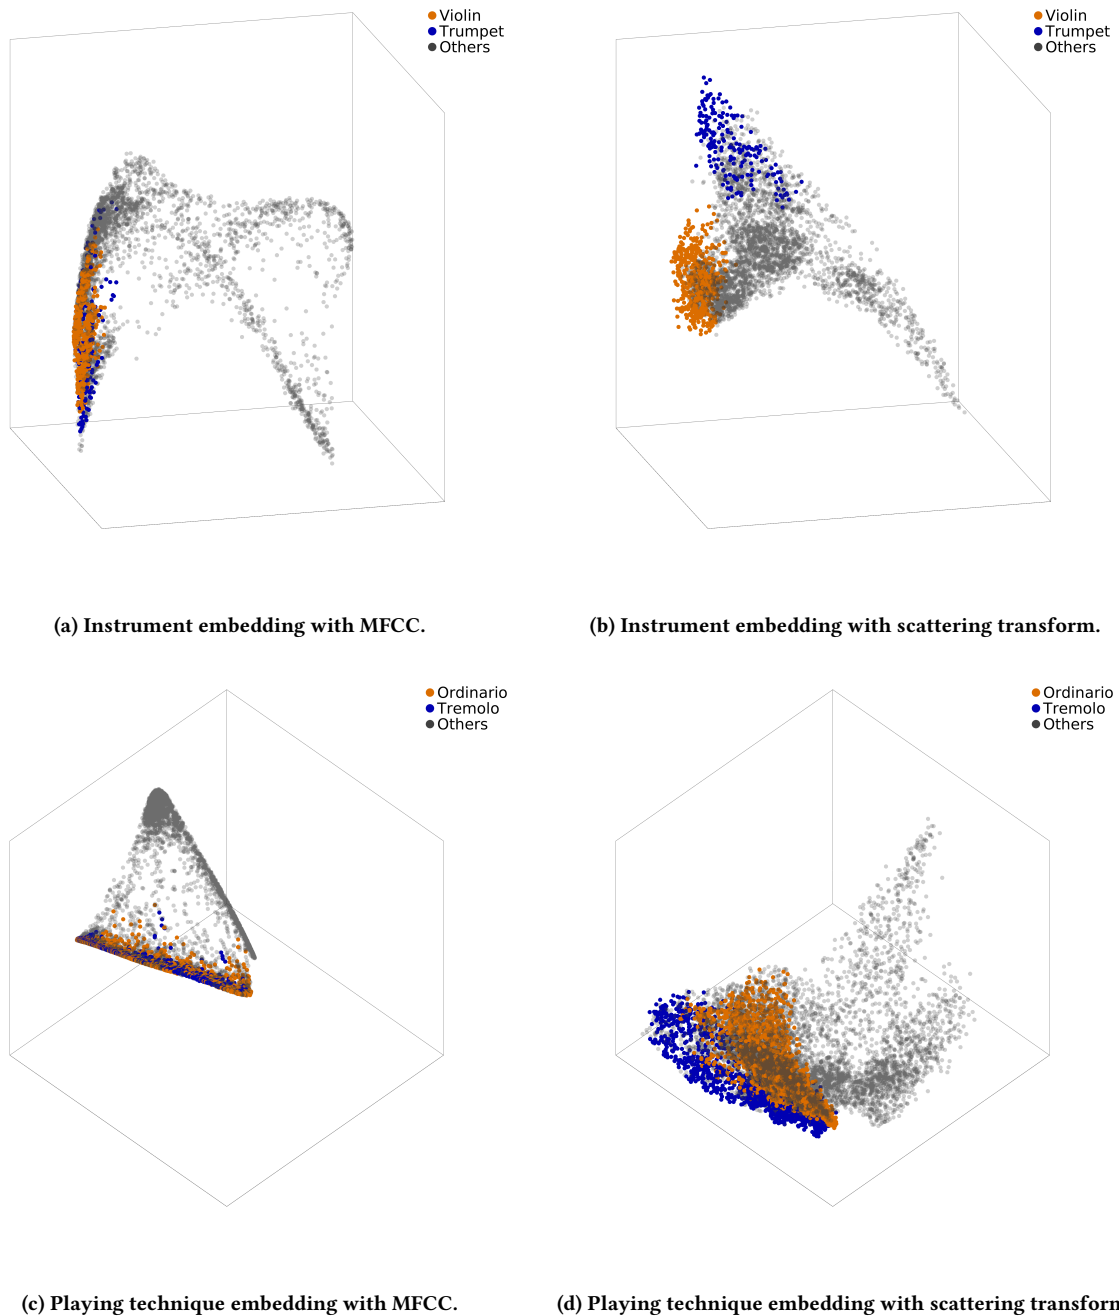 Violin
Trumpet
Others
Violin
Trumpet
Others
(a) Instrument embedding with MFCC.
(b) Instrument embedding with scattering transform.
Ordinario
Tremolo
Others
Ordinario
Tremolo
Others
(c) Playing technique embedding with MFCC.
(d) Playing technique embedding with scattering transform